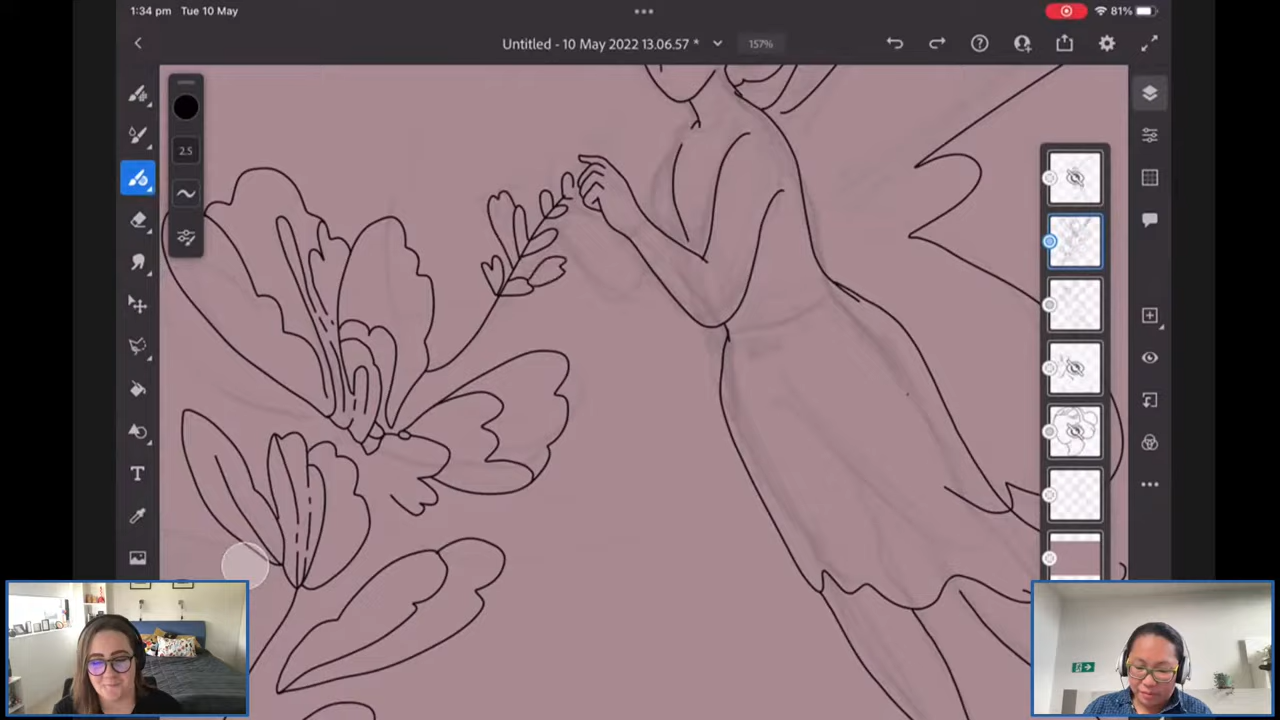 1:34 pm Tue 10 May
81%
Untitled - 10 May 2022 13.06.57 *
157%
2.5
T